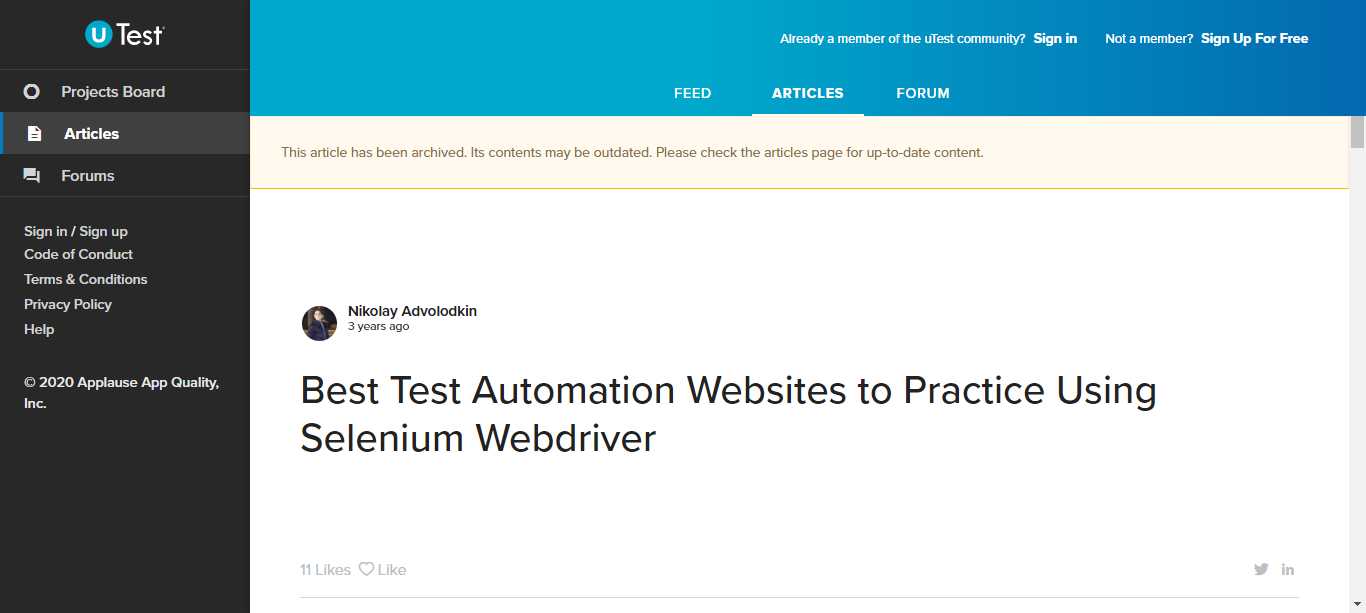 uTest
Projects Board
Articles
Forums
Sign in / Sign up
Code of Conduct
Terms & Conditions
Privacy Policy
Help
© 2020 Applause App Quality,
Inc.
Already a member of the uTest community? Sign in Not a member? Sign Up For Free
FEED ARTICLES FORUM
This article has been archived. Its contents may be outdated. Please check the articles page for up-to-date content.
Nikolay Advolodkin
3 years ago
Best Test Automation Websites to Practice Using
Selenium Webdriver
11 Likes Like
in